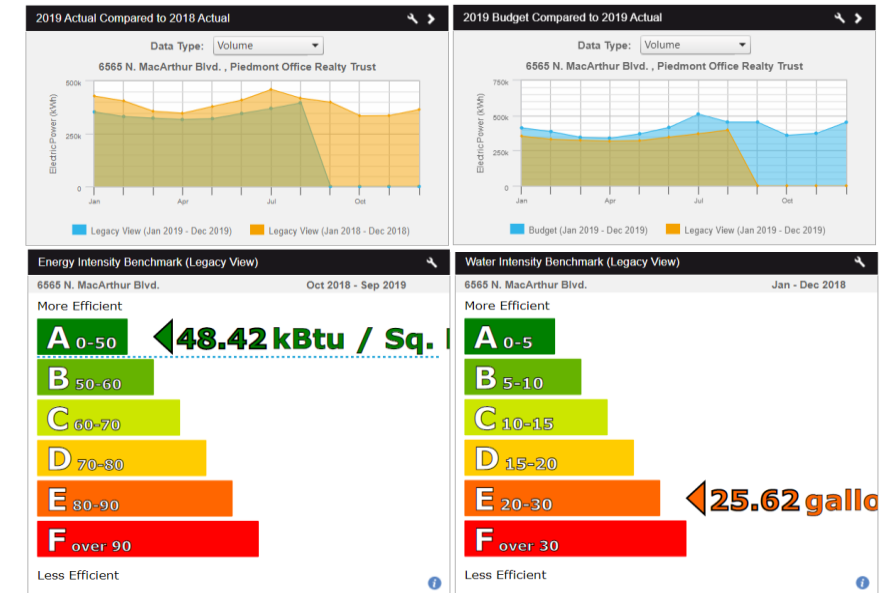 2019 Actual Compared to 2018 Actual
Data Type: Volume
6565 N. MacArthur Blvd. , Piedmont Office Realty Trust
Electric Power (kWh)
500k
250k
0
Jan Apr Jul Oct
Legacy View (Jan 2019 - Dec 2019) Legacy View (Jan 2018 - Dec 2018)
2019 Budget Compared to 2019 Actual
Data Type: Volume
6565 N. MacArthur Blvd. , Piedmont Office Realty Trust
Electric Power (kWh)
750k
500k
250k
0
Jan Apr Jul Oct
Budget (Jan 2019 - Dec 2019) Legacy View (Jan 2019 - Dec 2019)
Energy Intensity Benchmark (Legacy View)
6565 N. MacArthur Blvd. Oct 2018 - Sep 2019
More Efficient
A 0-50 48.42 kBtu / Sq.
B 50-60
C 60-70
D 70-80
E 80-90
F over 90
Less Efficient
Water Intensity Benchmark (Legacy View)
6565 N. MacArthur Blvd. Jan - Dec 2018
More Efficient
A 0-5
B 5-10
C 10-15
D 15-20
E 20-30 25.62 gallo
F over 30
Less Efficient